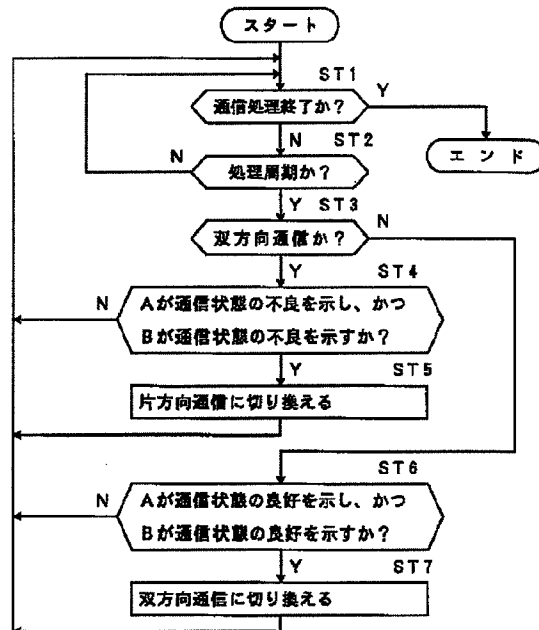 スタート
ST1
通信処理終了か?
Y
N
ST2
エンド
N
処理周期か?
Y
ST3
双方向通信か?
N
Y
ST4
N
Aが通信状態の不良を示し、かつ
Bが通信状態の不良を示すか?
Y
ST5
片方向通信に切り換える
ST6
N
Aが通信状態の良好を示し、かつ
Bが通信状態の良好を示すか?
Y
ST7
双方向通信に切り換える